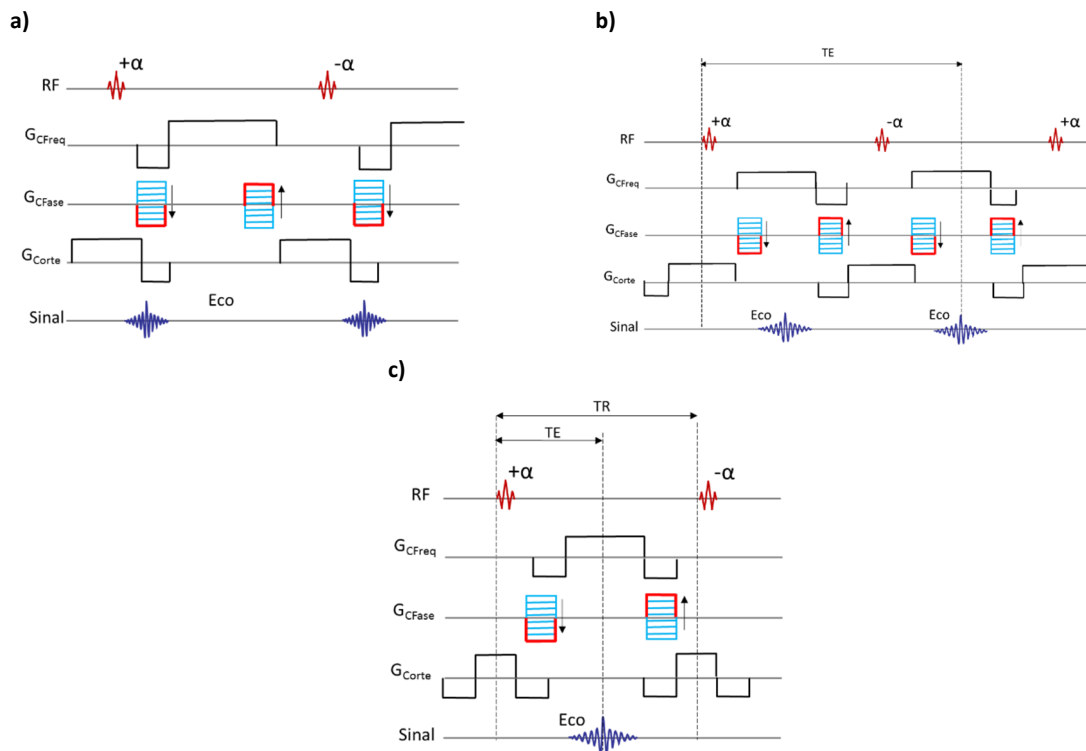 a)
+α
-α
RF
GCFreq
GCFase
GCorte
Eco
Sinal
b)
TE
+α
-α
+α
RF
GCFreq
GCFase
GCorte
Eco
Eco
Sinal
c)
TR
TE
+α
-α
RF
GCFreq
GCFase
GCorte
Eco
Sinal